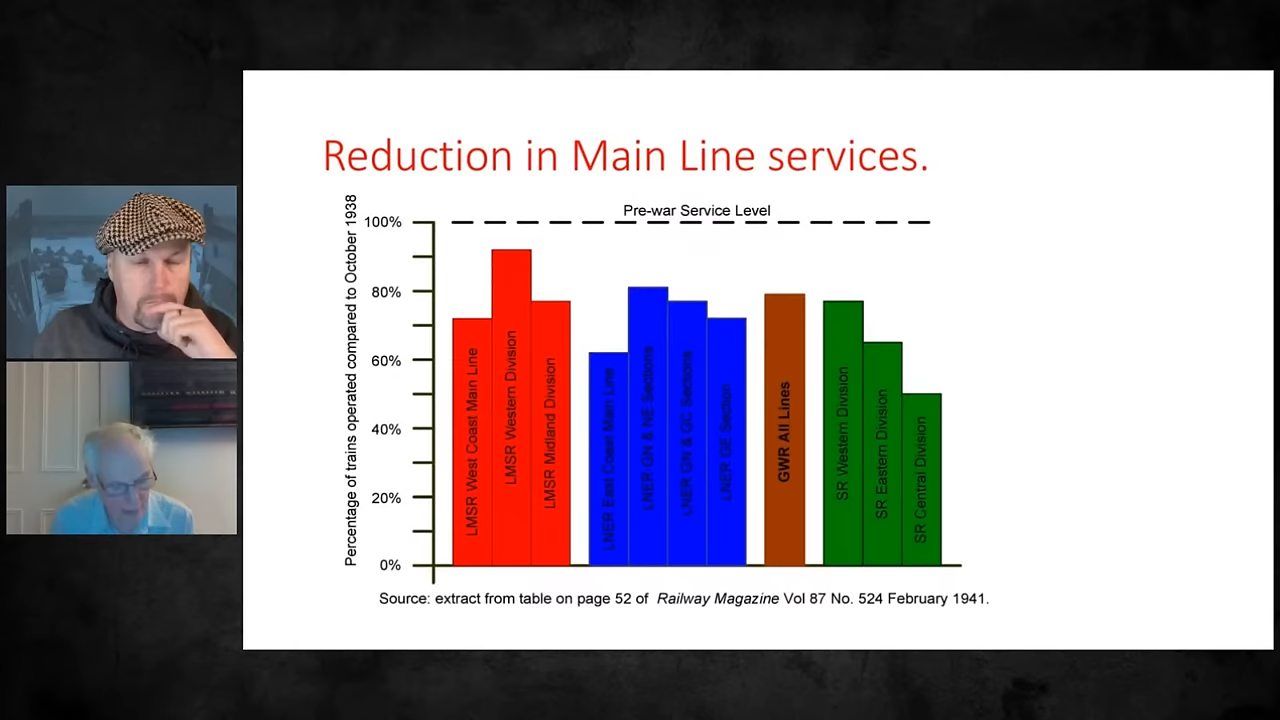 Reduction in Main Line services.
Percentage of trains operated compared to October 1938
Pre-war Service Level
100%
80%
60%
40%
20%
0%
LMSR West Coast Main Line
LMSR Western Division
LMSR Midland Division
LNER East Coast Main Line
LNER GN & NE Sections
LNER GN & GC Sections
LNER GE Section
GWR All Lines
SR Western Division
SR Eastern Division
SR Central Division
Source: extract from table on page 52 of Railway Magazine Vol 87 No. 524 February 1941.